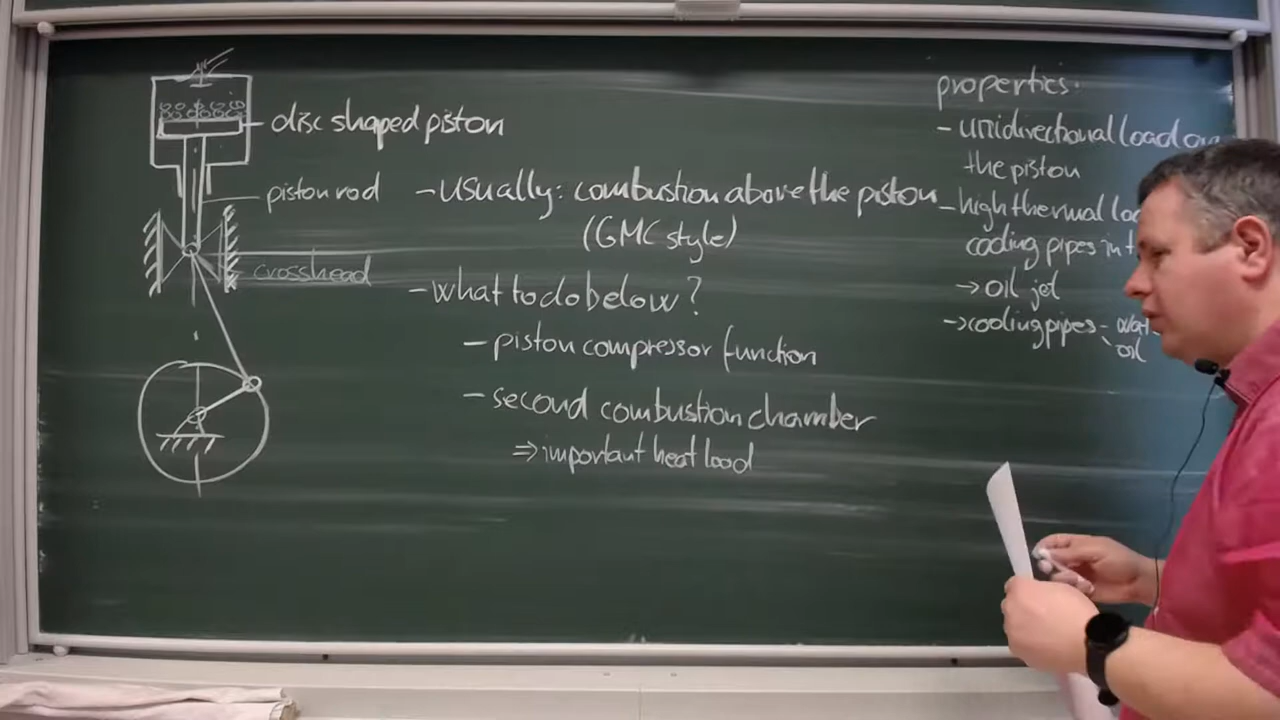 disc shaped piston
piston rod
crosshead
- usually: combustion above the piston
(GMC style)
- what to do below?
- piston compressor function
- second combustion chamber
⇒ important heat load
properties:
- unidirectional load on
the piston
- high thermal
cooling pipes in
→ oil jet
→ cooling pipes -
oil